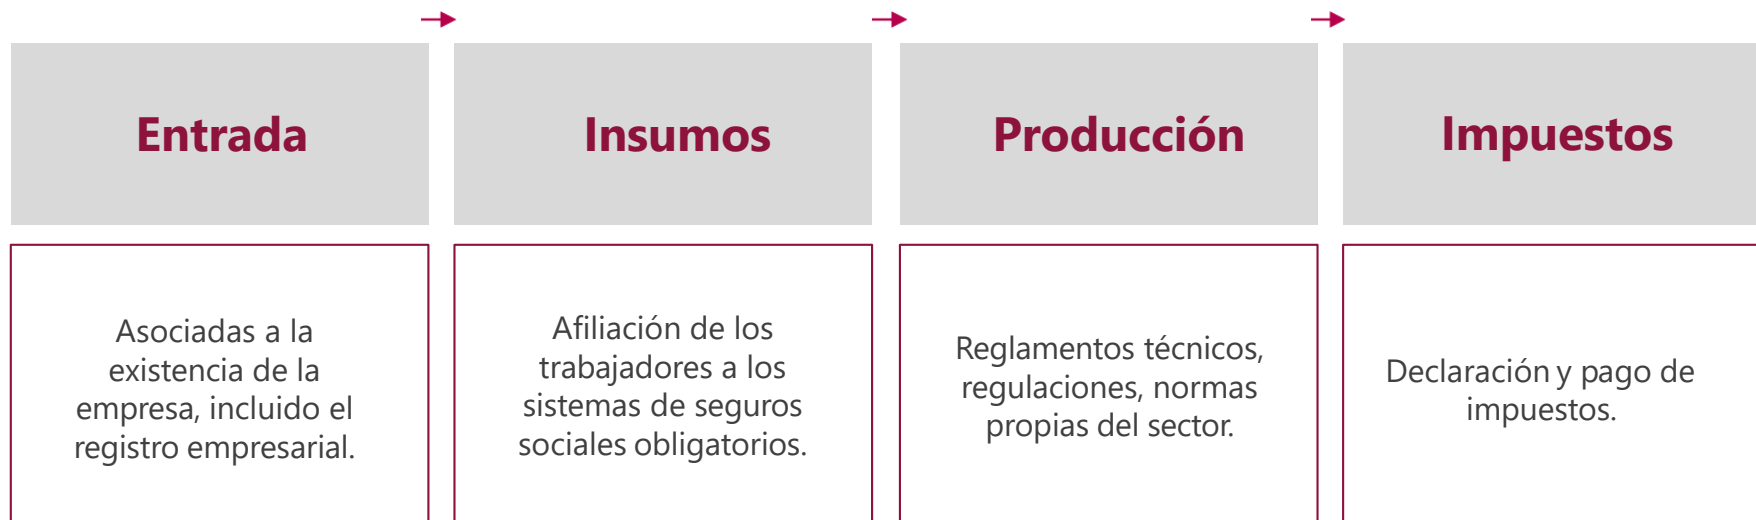 Entrada
Insumos
Producción
Impuestos
Asociadas a la
existencia de la
empresa, incluido el
registro empresarial.
Afiliación de los
trabajadores a los
sistemas de seguros
sociales obligatorios.
Reglamentos técnicos,
regulaciones, normas
propias del sector.
Declaración y pago de
impuestos.